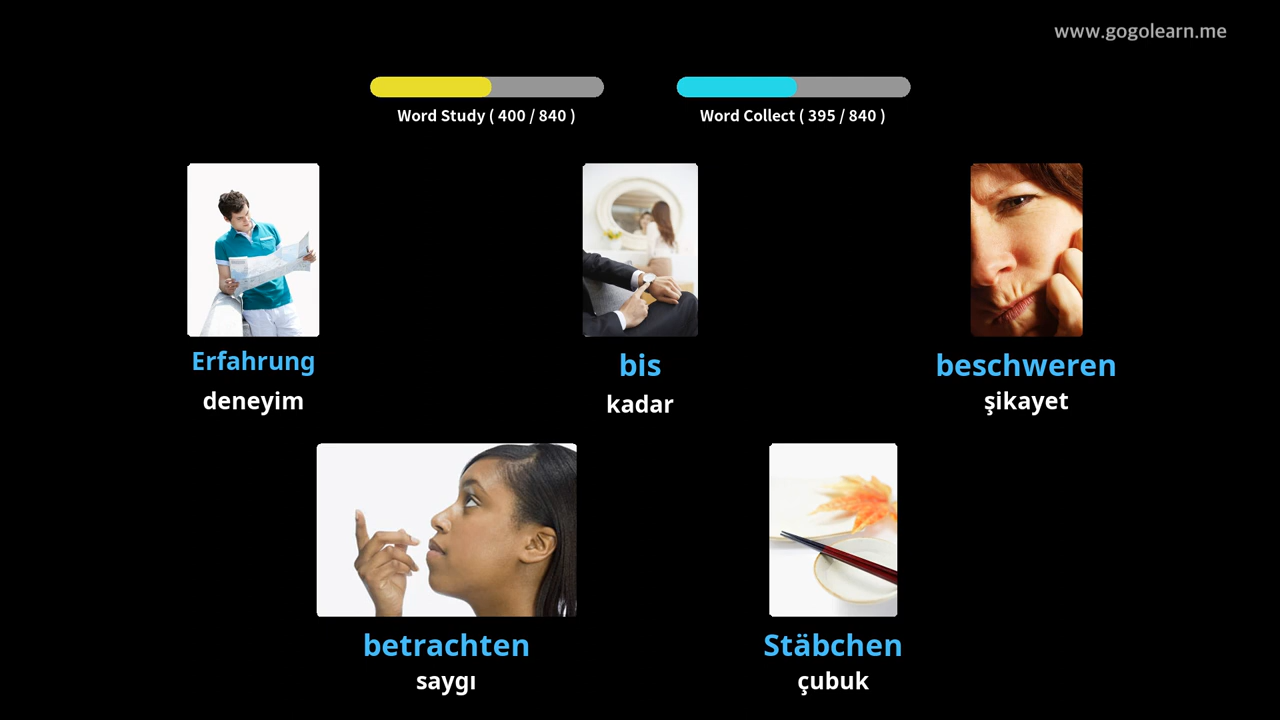 www.gogolearn.me
Word Study ( 400 / 840 )
Word Collect ( 395 / 840 )
Erfahrung
deneyim
bis
kadar
beschweren
şikayet
betrachten
saygı
Stäbchen
çubuk